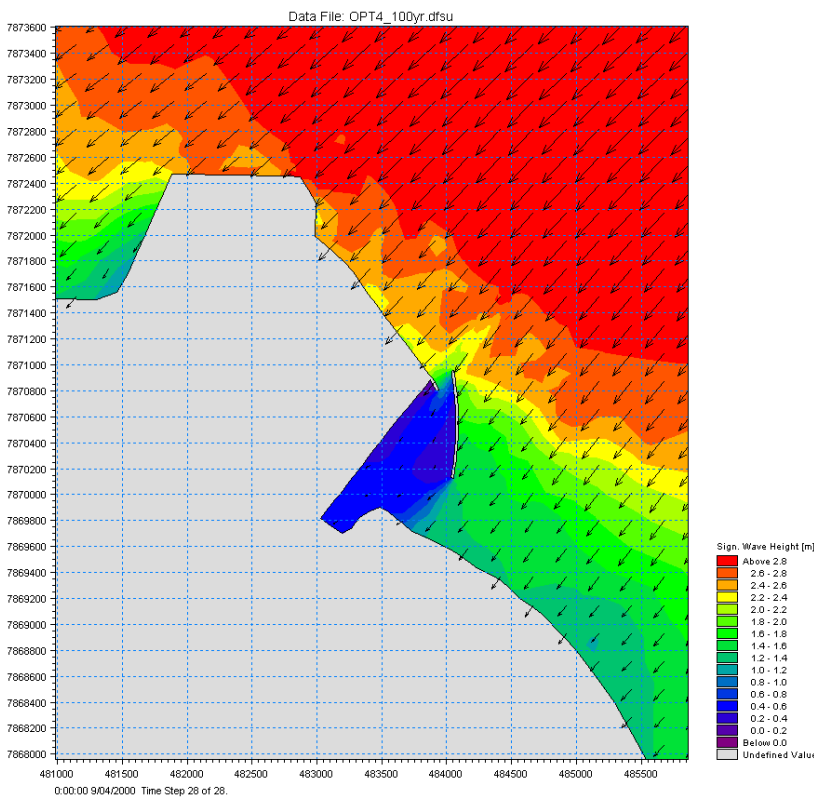 Data File: OPT4_100yr.dfsu
7873600
7873400
7873200
7873000
7872800
7872600
7872400
7872200
7872000
7871800
7871600
7871400
7871200
7871000
7870800
7870600
7870400
7870200
7870000
7869800
7869600
7869400
7869200
7869000
7868800
7868600
7868400
7868200
7868000
481000 481500 482000 482500 483000 483500 484000 484500 485000 485500
0:00:00 9/04/2000 Time Step 28 of 28.
Sign. Wave Height [m]
Above 2.8
2.6 - 2.8
2.4 - 2.6
2.2 - 2.4
2.0 - 2.2
1.8 - 2.0
1.6 - 1.8
1.4 - 1.6
1.2 - 1.4
1.0 - 1.2
0.8 - 1.0
0.6 - 0.8
0.4 - 0.6
0.2 - 0.4
0.0 - 0.2
Below 0.0
Undefined Value